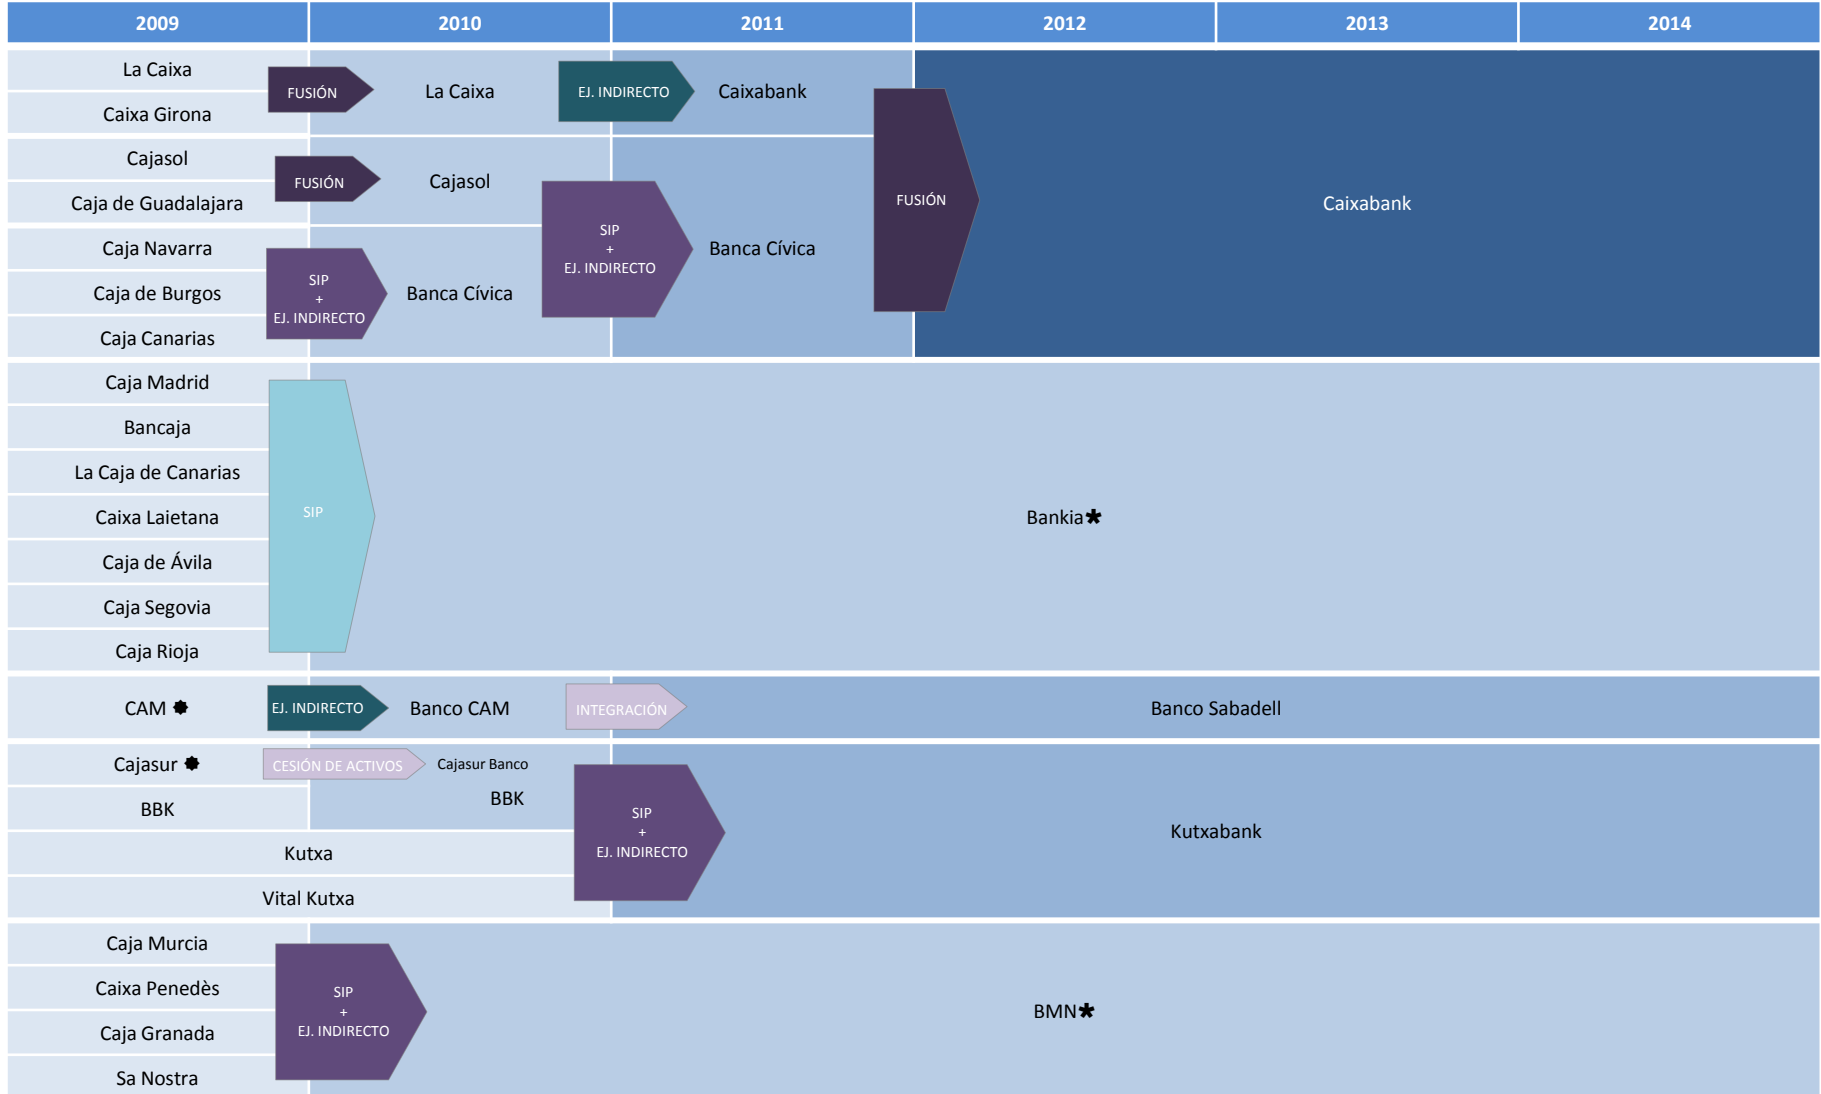 2009 2010 2011 2012 2013 2014
La Caixa
Caixa Girona
FUSIÓN
La Caixa
EJ. INDIRECTO
Caixabank
Cajasol
Caja de Guadalajara
FUSIÓN
Cajasol
Caja Navarra
Caja de Burgos
Caja Canarias
SIP
+
EJ. INDIRECTO
Banca Cívica
SIP
+
EJ. INDIRECTO
Banca Cívica
FUSIÓN
Caixabank
Caja Madrid
Bancaja
La Caja de Canarias
Caixa Laietana
Caja de Ávila
Caja Segovia
Caja Rioja
SIP
Bankia*
CAM
EJ. INDIRECTO
Banco CAM
INTEGRACIÓN
Banco Sabadell
Cajasur
CESIÓN DE ACTIVOS
Cajasur Banco
BBK
BBK
Kutxa
Vital Kutxa
SIP
+
EJ. INDIRECTO
Kutxabank
Caja Murcia
Caixa Penedès
Caja Granada
Sa Nostra
SIP
+
EJ. INDIRECTO
BMN*